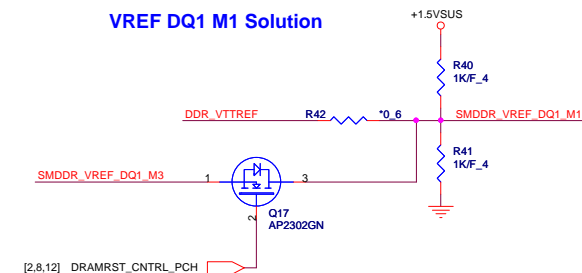 VREF DQ1 M1 Solution
+1.5VSUS
R40
1K/F_4
DDR_VTTREF
R42
*0_6
SMDDR_VREF_DQ1_M1
R41
1K/F_4
SMDDR_VREF_DQ1_M3
1
3
Q17
AP2302GN
2
[2,8,12] DRAMRST_CNTRL_PCH